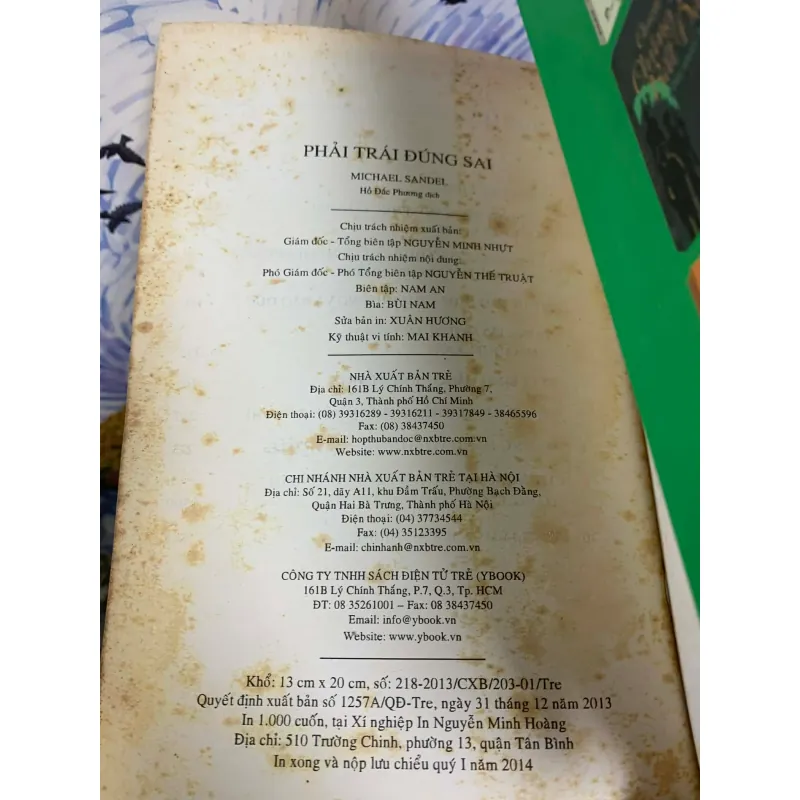 PHẢI TRÁI ĐÚNG SAI
MICHAEL SANDEL
Hồ Đắc Phương dịch
Chịu trách nhiệm xuất bản:
Giám đốc - Tổng biên tập NGUYỄN MINH NHỰT
Chịu trách nhiệm nội dung:
Phó Giám đốc - Phó Tổng biên tập NGUYỄN THẾ TRUẬT
Biên tập: NAM AN
Bìa: BÙI NAM
Sửa bản in: XUÂN HƯƠNG
Kỹ thuật vi tính: MAI KHANH
NHÀ XUẤT BẢN TRẺ
Địa chỉ: 161B Lý Chính Thắng, Phường 7,
Quận 3, Thành phố Hồ Chí Minh
Điện thoại: (08) 39316289 - 39316211 - 39317849 - 38465596
Fax: (08) 38437450
E-mail: hopthubandoc@nxbtre.com.vn
Website: www.nxbtre.com.vn
CHI NHÁNH NHÀ XUẤT BẢN TRẺ TẠI HÀ NỘI
Địa chỉ: Số 21, dãy A11, khu Đầm Trấu, Phường Bạch Đằng,
Quận Hai Bà Trưng, Thành phố Hà Nội
Điện thoại: (04) 37734544
Fax: (04) 35123395
E-mail: chinhanh@nxbtre.com.vn
CÔNG TY TNHH SÁCH ĐIỆN TỬ TRẺ (YBOOK)
161B Lý Chính Thắng, P.7, Q.3, Tp. HCM
ĐT: 08 35261001 – Fax: 08 38437450
Email: info@ybook.vn
Website: www.ybook.vn
Khổ: 13 cm x 20 cm, số: 218-2013/CXB/203-01/Tre
Quyết định xuất bản số 1257A/QĐ-Tre, ngày 31 tháng 12 năm 2013
In 1.000 cuốn, tại Xí nghiệp In Nguyễn Minh Hoàng
Địa chỉ: 510 Trường Chinh, phường 13, quận Tân Bình
In xong và nộp lưu chiểu quý I năm 2014